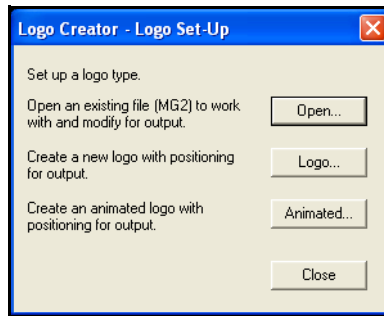 Logo Creator - Logo Set-Up
Set up a logo type.
Open an existing file (MG2) to work
with and modify for output.
Open...
Create a new logo with positioning
for output.
Logo...
Create an animated logo with
positioning for output.
Animated...
Close